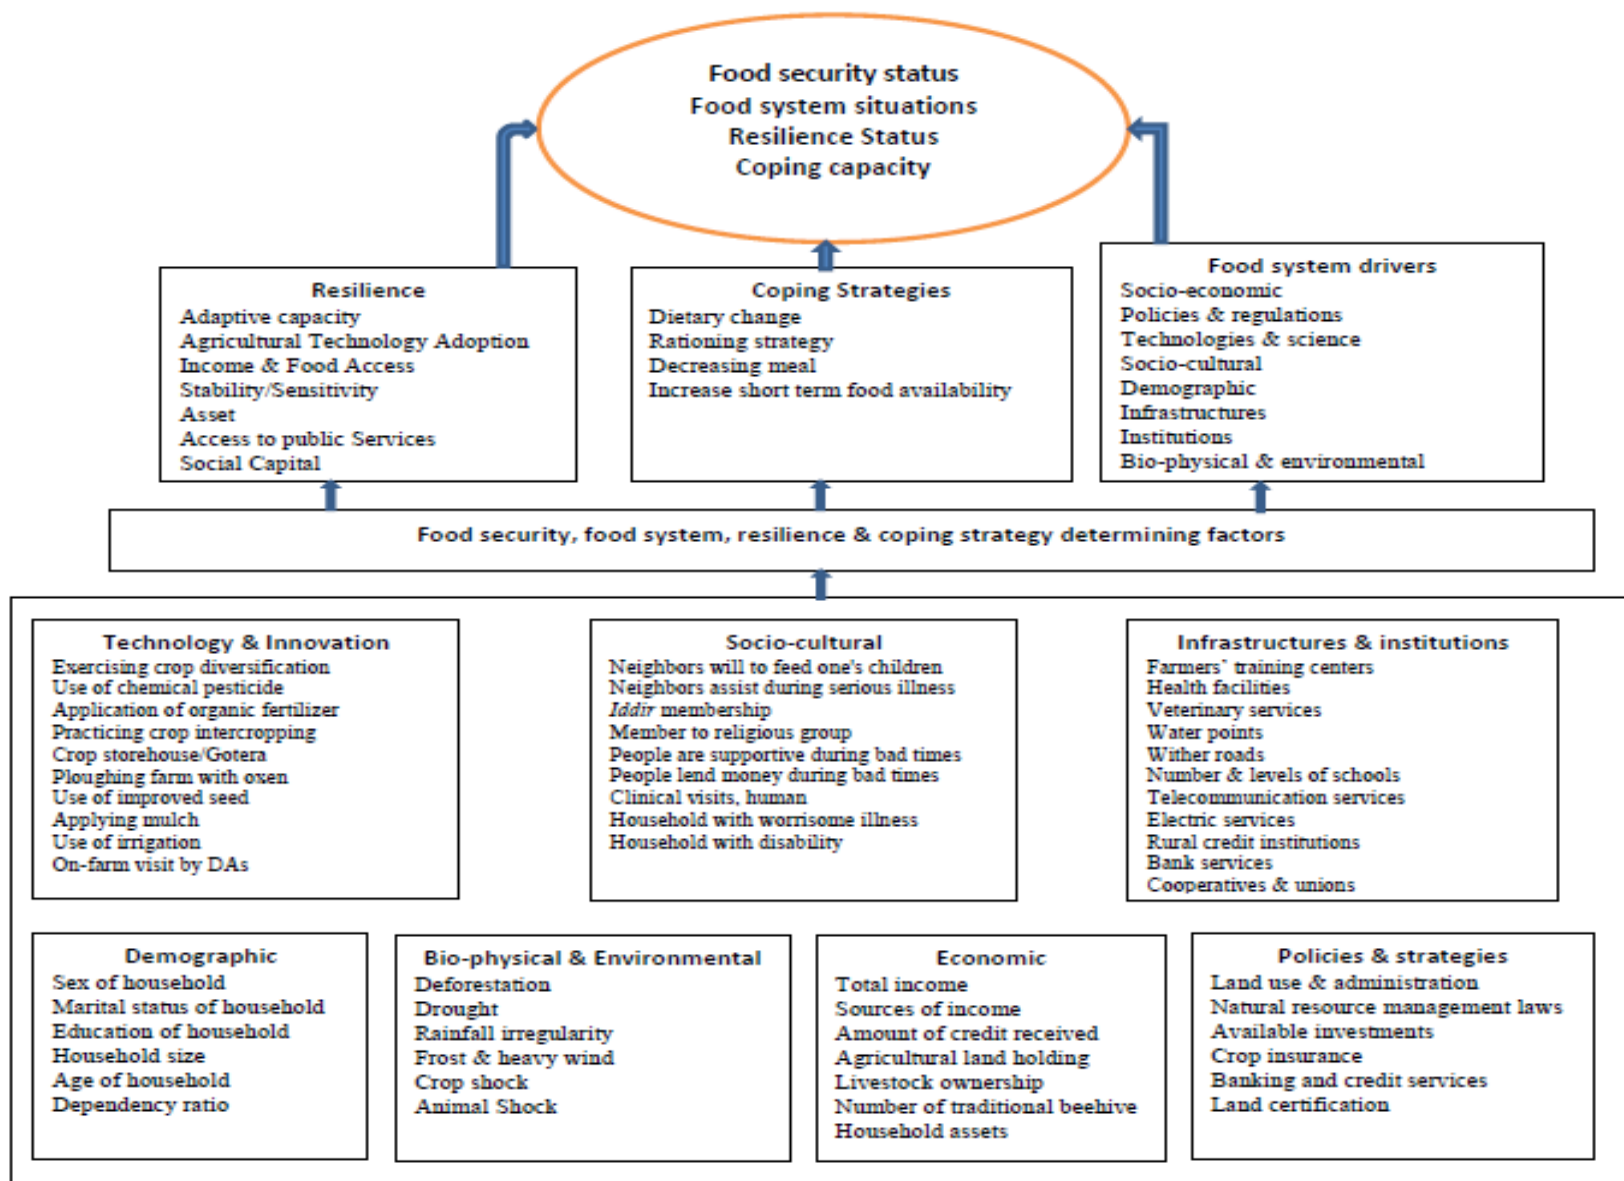 Food security status
Food system situations
Resilience Status
Coping capacity
Resilience
Adaptive capacity
Agricultural Technology Adoption
Income & Food Access
Stability/Sensitivity
Asset
Access to public Services
Social Capital
Coping Strategies
Dietary change
Rationing strategy
Decreasing meal
Increase short term food availability
Food system drivers
Socio-economic
Policies & regulations
Technologies & science
Socio-cultural
Demographic
Infrastructures
Institutions
Bio-physical & environmental
Food security, food system, resilience & coping strategy determining factors
Technology & Innovation
Exercising crop diversification
Use of chemical pesticide
Application of organic fertilizer
Practicing crop intercropping
Crop storehouse/Gotera
Ploughing farm with oxen
Use of improved seed
Applying mulch
Use of irrigation
On-farm visit by DAs
Socio-cultural
Neighbors will to feed one's children
Neighbors assist during serious illness
Iddir membership
Member to religious group
People are supportive during bad times
People lend money during bad times
Clinical visits, human
Household with worrisome illness
Household with disability
Infrastructures & institutions
Farmers' training centers
Health facilities
Veterinary services
Water points
Wither roads
Number & levels of schools
Telecommunication services
Electric services
Rural credit institutions
Bank services
Cooperatives & unions
Demographic
Sex of household
Marital status of household
Education of household
Household size
Age of household
Dependency ratio
Bio-physical & Environmental
Deforestation
Drought
Rainfall irregularity
Frost & heavy wind
Crop shock
Animal Shock
Economic
Total income
Sources of income
Amount of credit received
Agricultural land holding
Livestock ownership
Number of traditional beehive
Household assets
Policies & strategies
Land use & administration
Natural resource management laws
Available investments
Crop insurance
Banking and credit services
Land certification